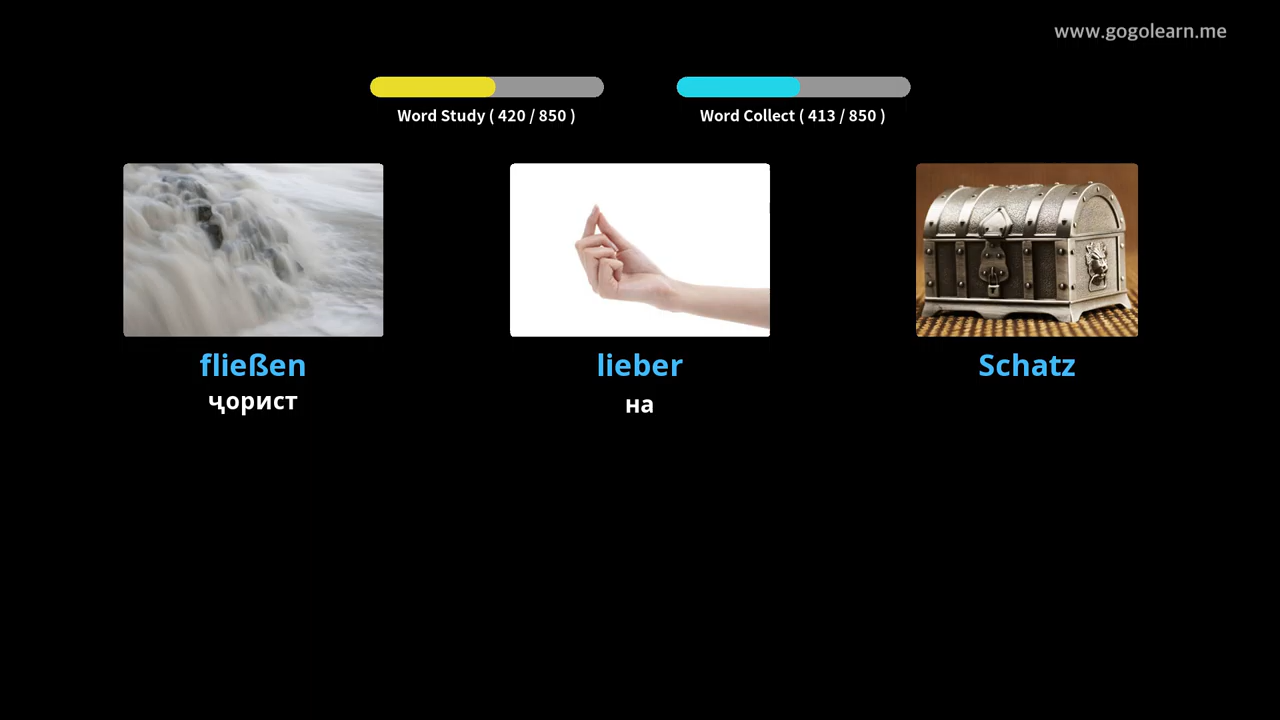 www.gogolearn.me
Word Study ( 420 / 850 )
Word Collect ( 413 / 850 )
fließen
ҷорист
lieber
на
Schatz